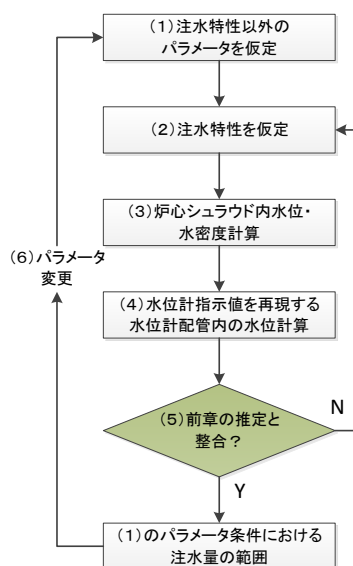 (1)注水特性以外の
パラメータを仮定
(2)注水特性を仮定
(3)炉心シュラウド内水位・
水密度計算
(6)パラメータ
変更
(4)水位計指示値を再現する
水位計配管内の水位計算
(5)前章の推定と
整合?
N
Y
(1)のパラメータ条件における
注水量の範囲